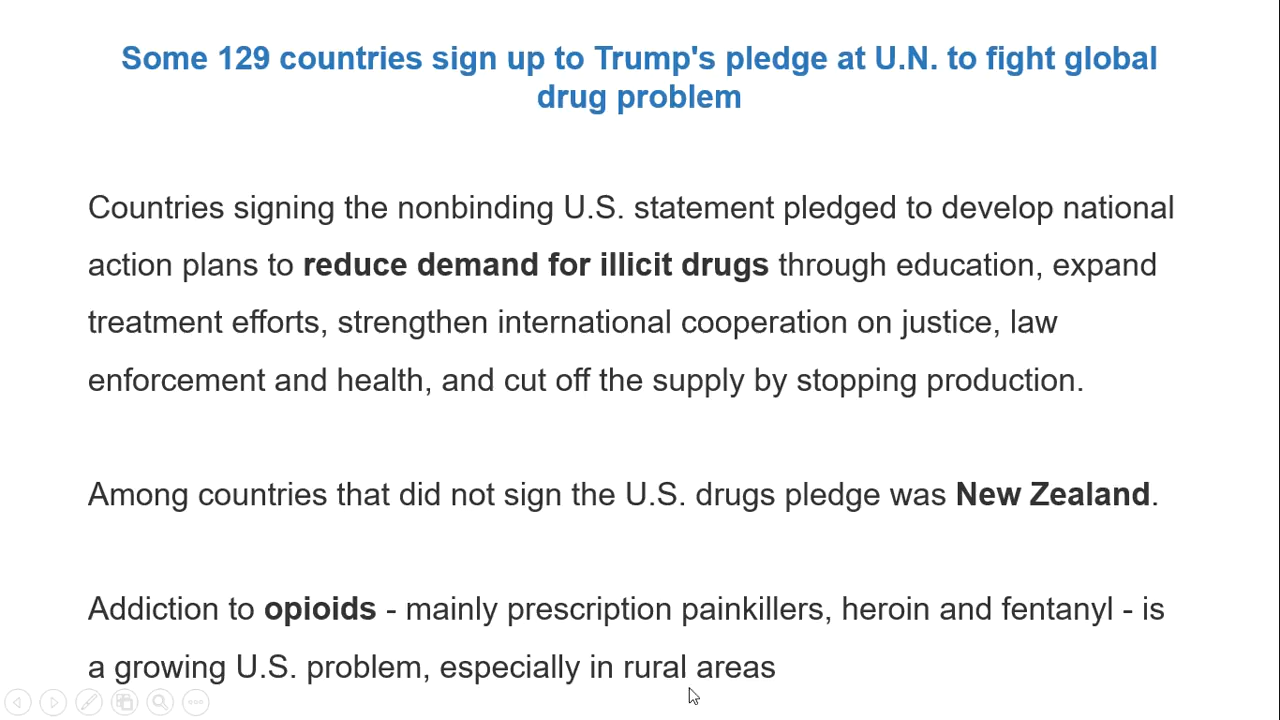 Some 129 countries sign up to Trump's pledge at U.N. to fight global
drug problem
Countries signing the nonbinding U.S. statement pledged to develop national
action plans to reduce demand for illicit drugs through education, expand
treatment efforts, strengthen international cooperation on justice, law
enforcement and health, and cut off the supply by stopping production.
Among countries that did not sign the U.S. drugs pledge was New Zealand.
Addiction to opioids - mainly prescription painkillers, heroin and fentanyl - is
a growing U.S. problem, especially in rural areas